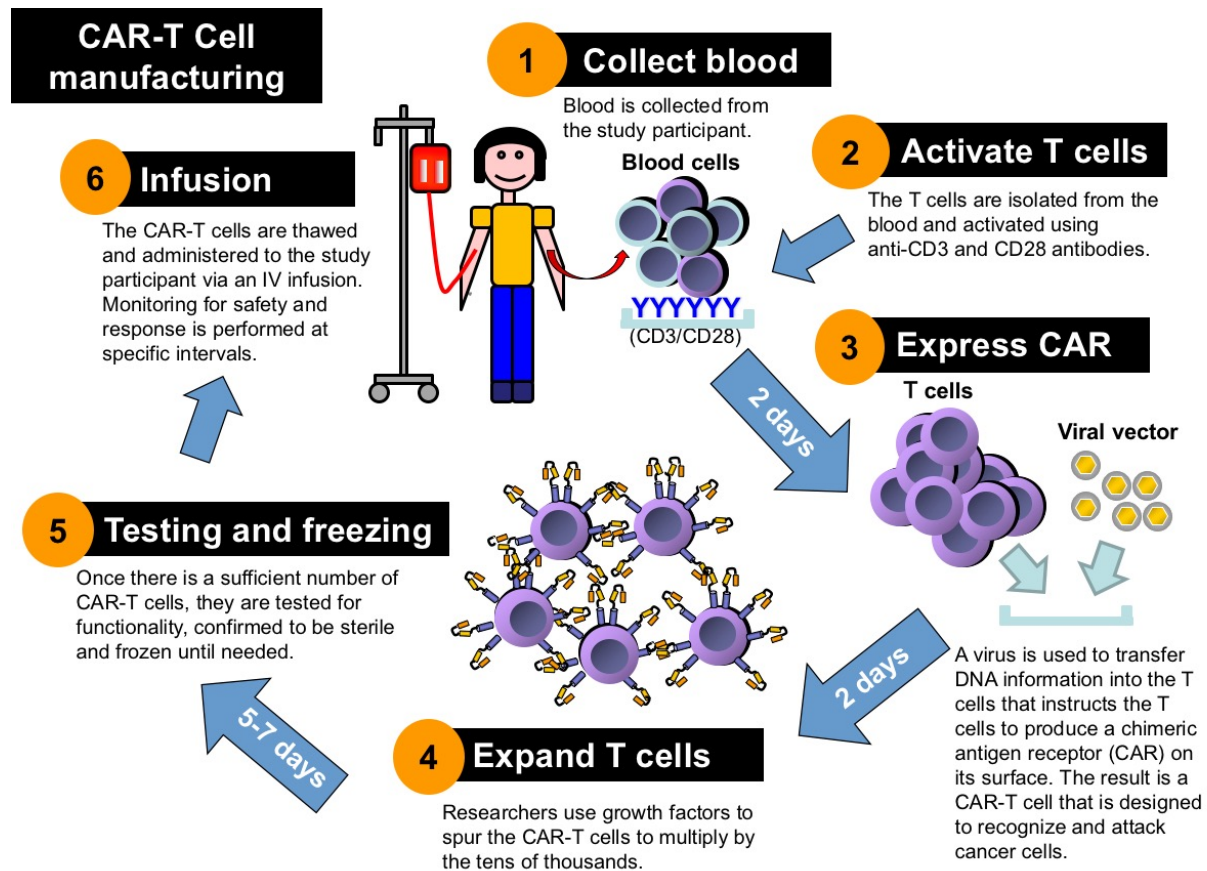 CAR-T Cell
manufacturing
1
Collect blood
Blood is collected from
the study participant.
Blood cells
YYYYYY
(CD3/CD28)
2
Activate T cells
The T cells are isolated from the
blood and activated using
anti-CD3 and CD28 antibodies.
2 days
3
Express CAR
T cells
Viral vector
A virus is used to transfer
DNA information into the T
cells that instructs the T
cells to produce a chimeric
antigen receptor (CAR) on
its surface. The result is a
CAR-T cell that is designed
to recognize and attack
cancer cells.
2 days
4
Expand T cells
Researchers use growth factors to
spur the CAR-T cells to multiply by
the tens of thousands.
5-7 days
5
Testing and freezing
Once there is a sufficient number of
CAR-T cells, they are tested for
functionality, confirmed to be sterile
and frozen until needed.
6
Infusion
The CAR-T cells are thawed
and administered to the study
participant via an IV infusion.
Monitoring for safety and
response is performed at
specific intervals.